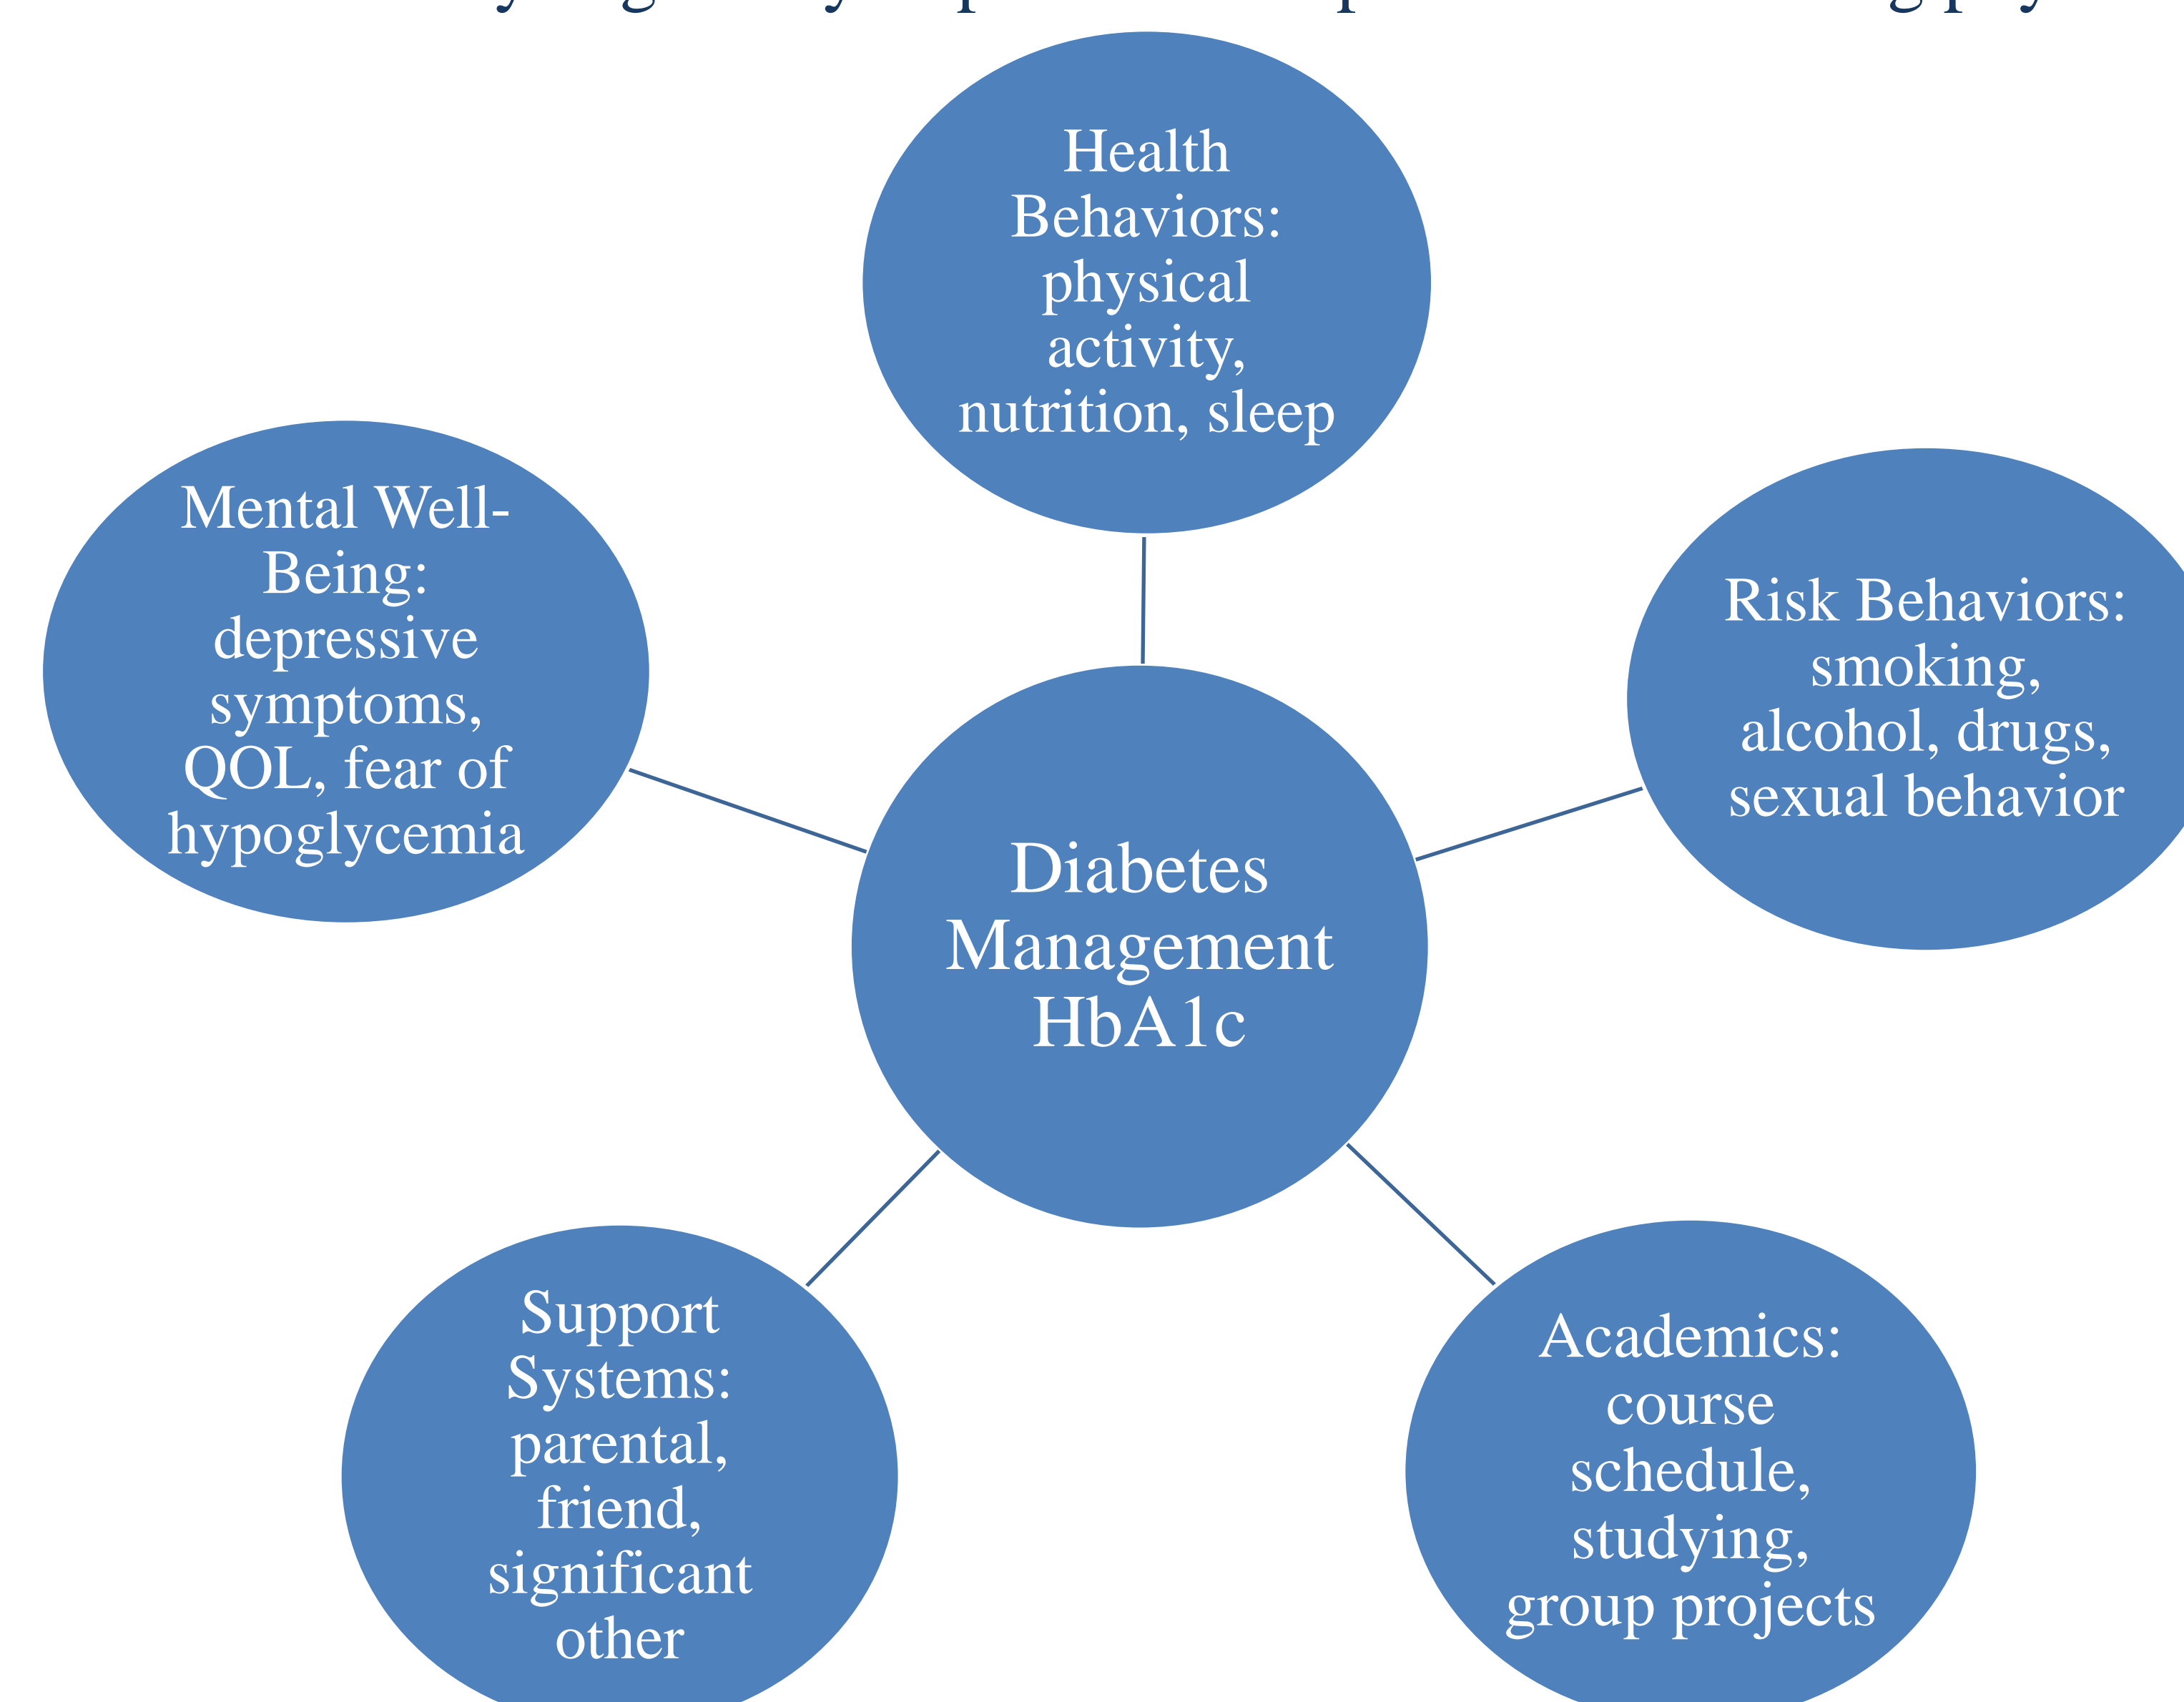 Health
Behaviors:
physical
activity,
nutrition, sleep
Mental Well-
Being:
depressive
symptoms,
QOL, fear of
hypoglycemia
Risk Behaviors:
smoking,
alcohol, drugs,
sexual behavior
Diabetes
Management
HbA1c
Support
Systems:
parental,
friend,
significant
other
Academics:
course
schedule,
studying,
group projects